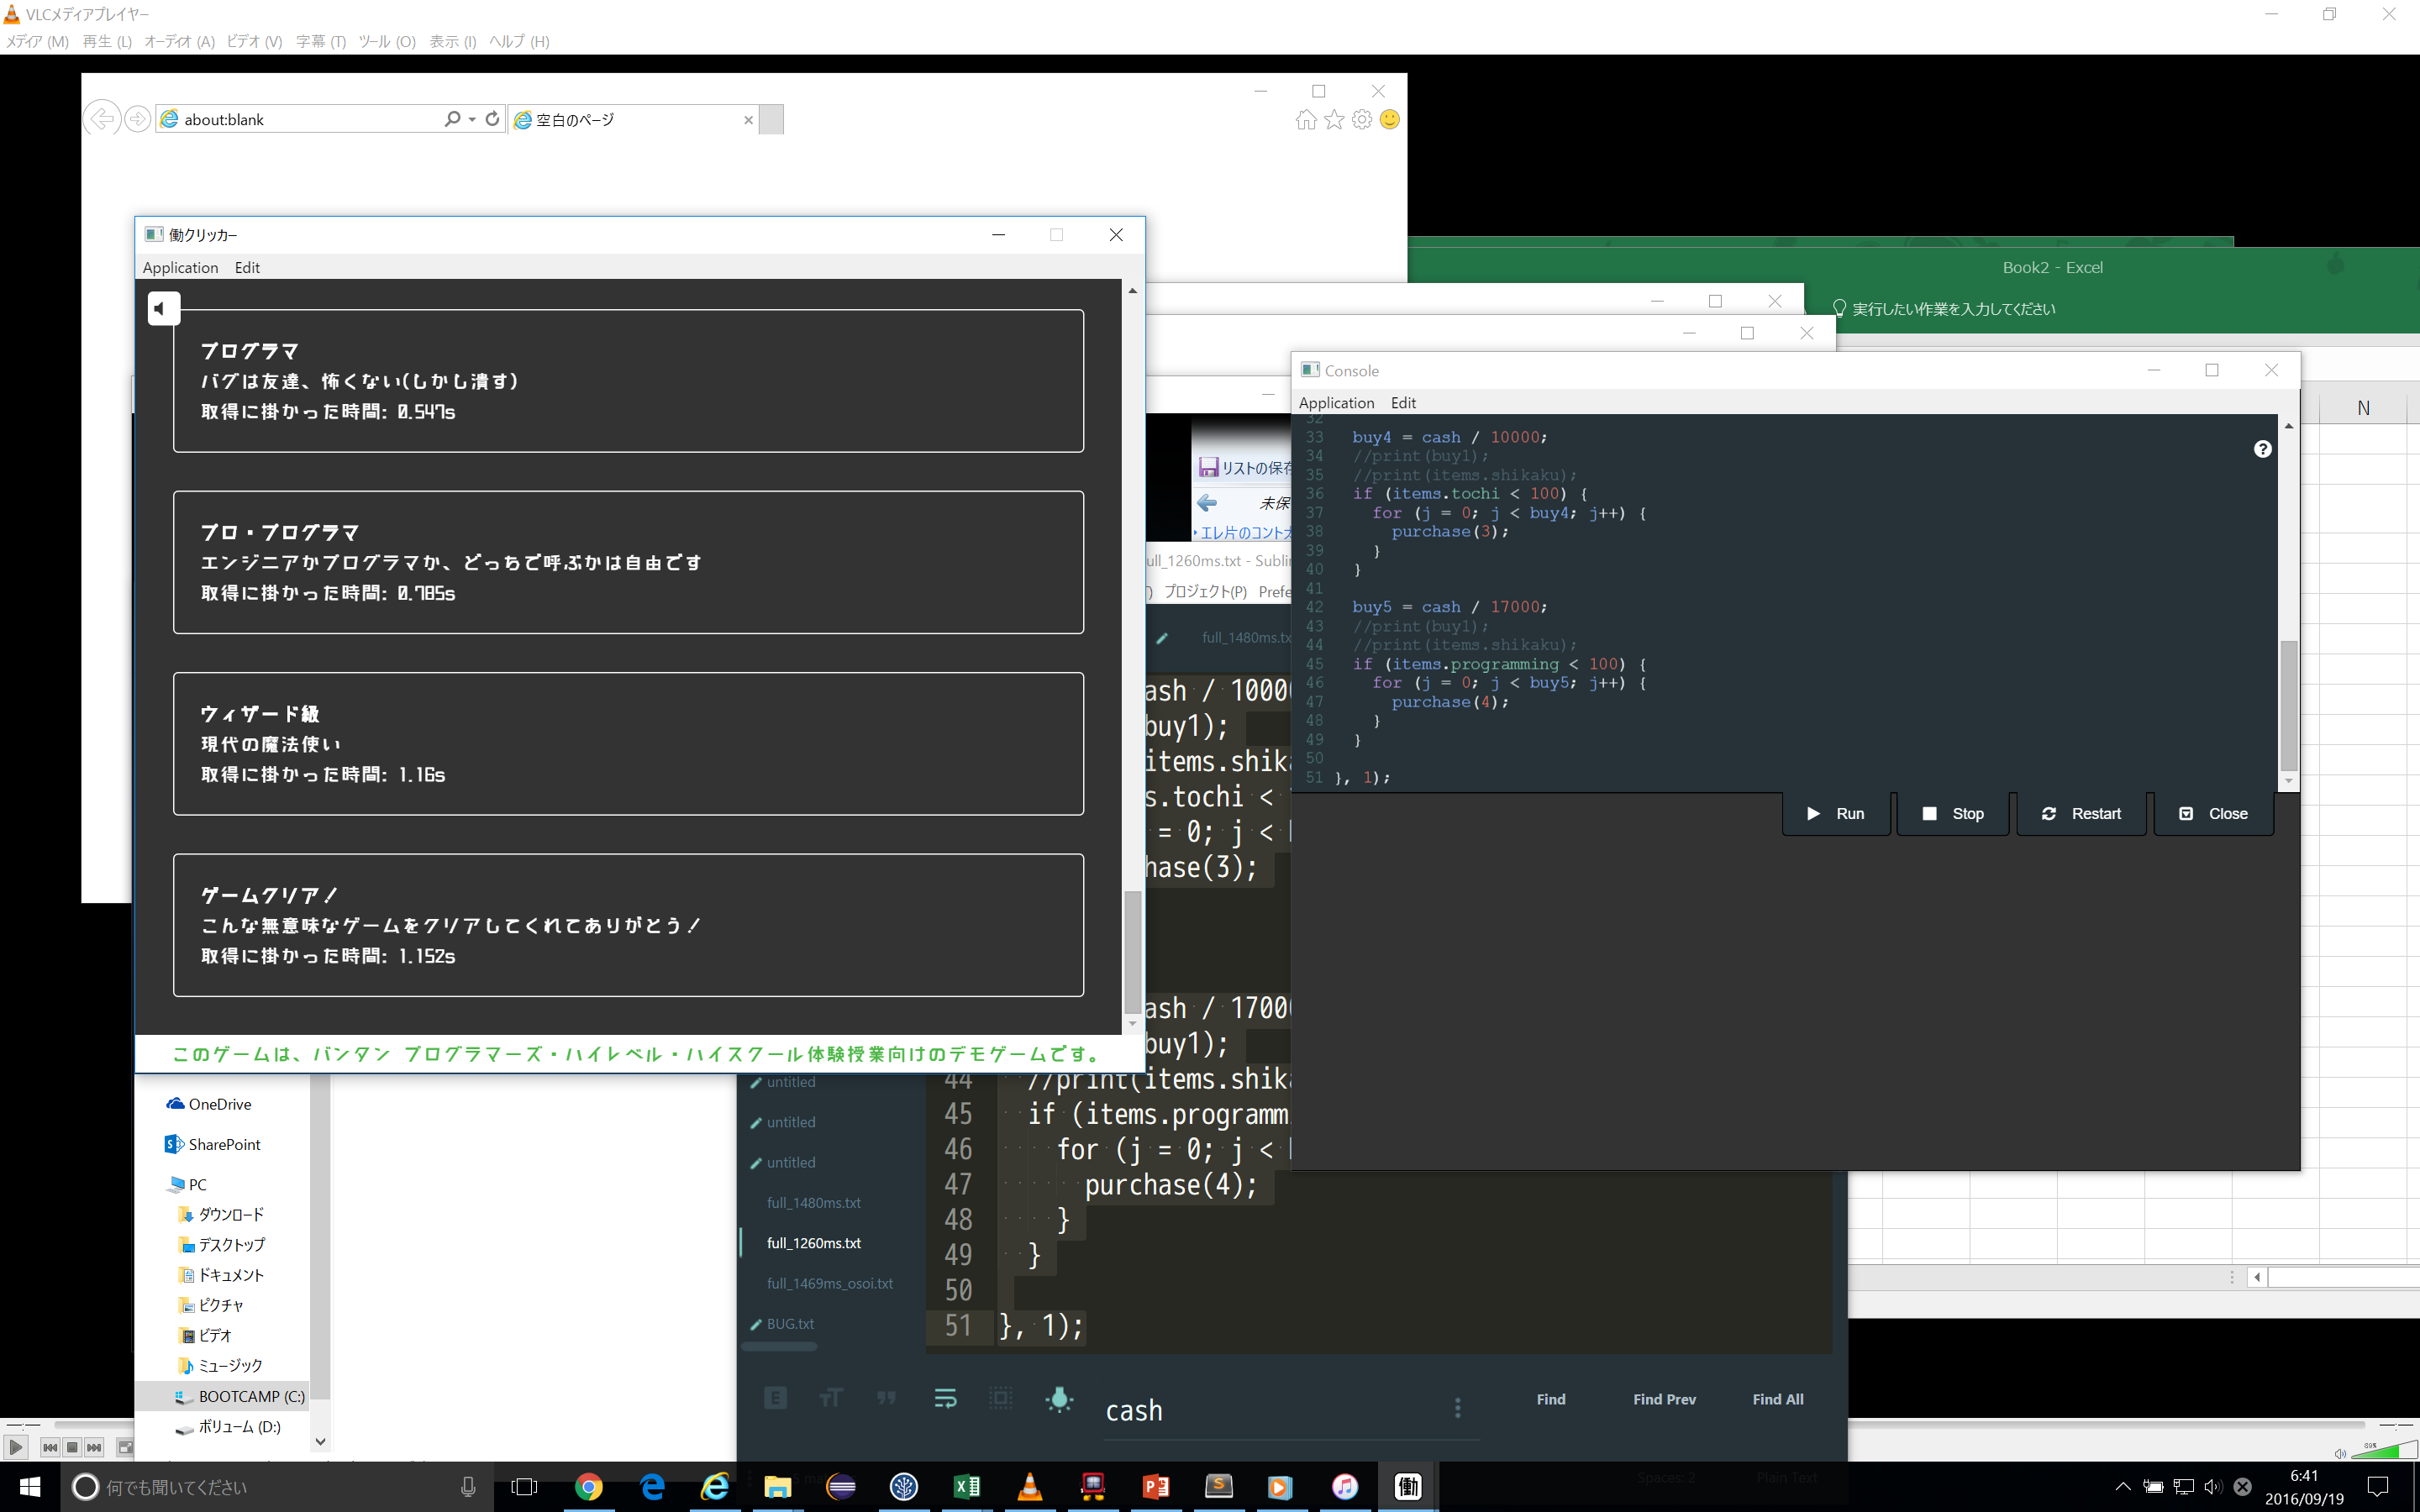 VLCメディアプレイヤー
メディア (M) 再生 (L) オーディオ (A) ビデオ (V) 字幕 (T) ツール (O) 表示 (I) ヘルプ (H)
about:blank
空白のページ
働クリッカー
Application Edit
プログラマ
バグは友達、怖くない(しかし潰す)
取得に掛かった時間: 0.547s
プロ・プログラマ
エンジニアかプログラマか、どっちで呼ぶかは自由です
取得に掛かった時間: 0.785s
ウィザード級
現代の魔法使い
取得に掛かった時間: 1.16s
ゲームクリア!
こんな無意味なゲームをクリアしてくれてありがとう!
取得に掛かった時間: 1.152s
このゲームは、バンタン プログラマーズ・ハイレベル・ハイスクール体験授業向けのデモゲームです。
Book2 - Excel
実行したい作業を入力してください
N
Console
Application Edit
32
33 buy4 = cash / 10000;
34 //print(buy1);
35 //print(items.shikaku);
36 if (items.tochi < 100) {
37 for (j = 0; j < buy4; j++) {
38 purchase(3);
39 }
40 }
41
42 buy5 = cash / 17000;
43 //print(buy1);
44 //print(items.shikaku);
45 if (items.programming < 100) {
46 for (j = 0; j < buy5; j++) {
47 purchase(4);
48 }
49 }
50
51 }, 1);
Run Stop Restart Close
リストの保存
未保
エレ片のコント
ull_1260ms.txt - Subli
プロジェクト(P) Prefe
full_1480ms.tx
ash / 10000
buy1);
items.shik
s.tochi <
= 0; j <
hase(3);
ash / 1700
buy1);
44 //print(items.shik
45 if (items.programm
46 for (j = 0; j <
47 purchase(4);
48 }
49 }
50
51 }, 1);
untitled
untitled
untitled
full_1480ms.txt
full_1260ms.txt
full_1469ms_osoi.txt
BUG.txt
cash
Find Find Prev Find All
Spaces: 2 Plain Text
OneDrive
SharePoint
PC
ダウンロード
デスクトップ
ドキュメント
ピクチャ
ビデオ
ミュージック
BOOTCAMP (C:)
ボリューム (D:)
89%
何でも聞いてください
働
6:41
2016/09/19